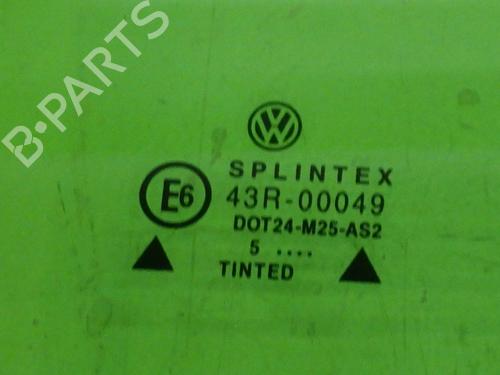 B-PARTS
SPLINTEX
E6 43R-00049
DOT24-M25-AS2
5 ....
TINTED